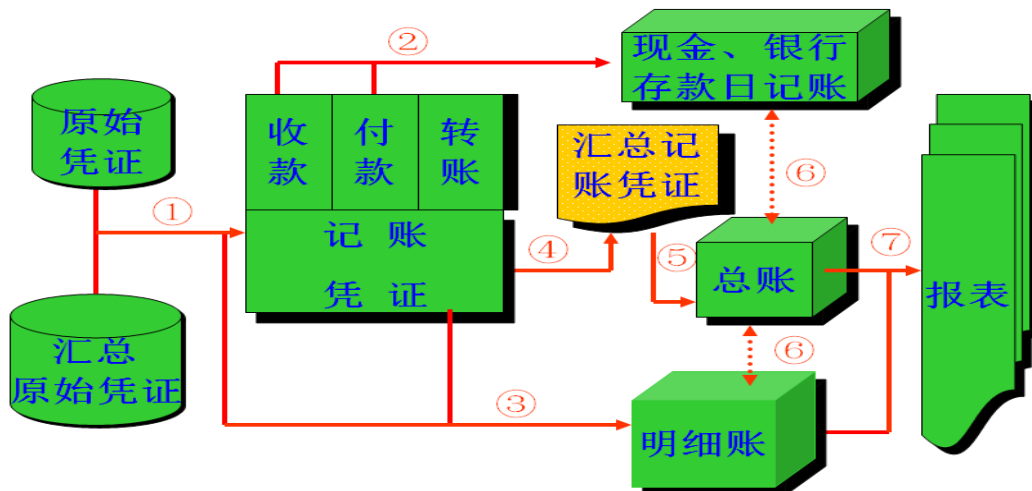 ②
现金、银行
存款日记账
原始
凭证
收款
付款
转账
汇总记
账凭证
①
⑥
记 账
凭 证
④
⑤
总账
⑦
报表
汇总
原始凭证
⑥
③
明细账